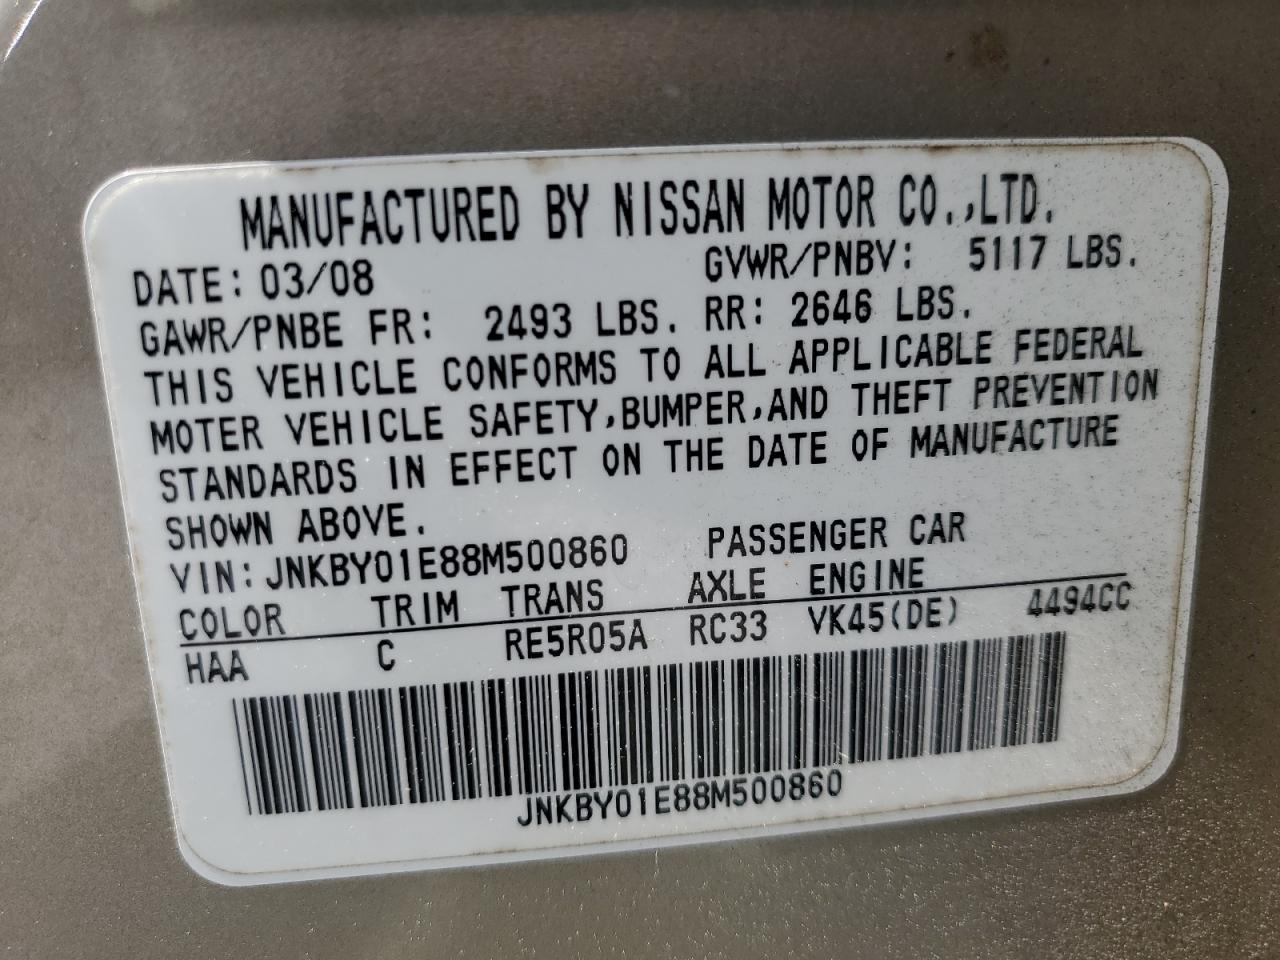 MANUFACTURED BY NISSAN MOTOR CO.,LTD.
DATE: 03/08 GVWR/PNBV: 5117 LBS.
GAWR/PNBE FR: 2493 LBS. RR: 2646 LBS.
THIS VEHICLE CONFORMS TO ALL APPLICABLE FEDERAL
MOTER VEHICLE SAFETY,BUMPER,AND THEFT PREVENTION
STANDARDS IN EFFECT ON THE DATE OF MANUFACTURE
SHOWN ABOVE.
VIN: JNKBY01E88M500860 PASSENGER CAR
COLOR TRIM TRANS AXLE ENGINE
HAA C RE5R05A RC33 VK45(DE) 4494CC
JNKBY01E88M500860